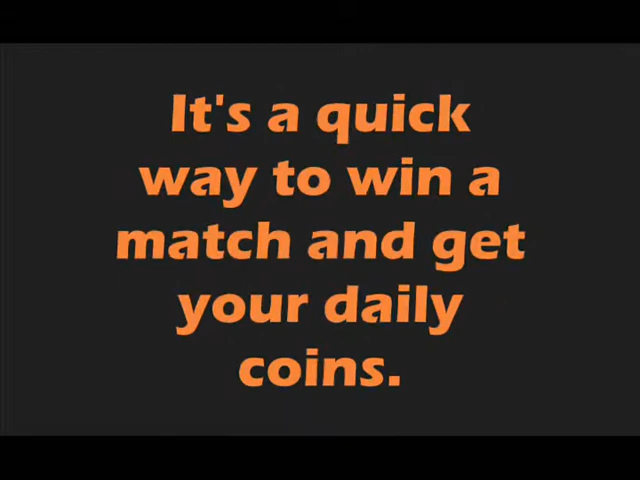 It's a quick
way to win a
match and get
your daily
coins.